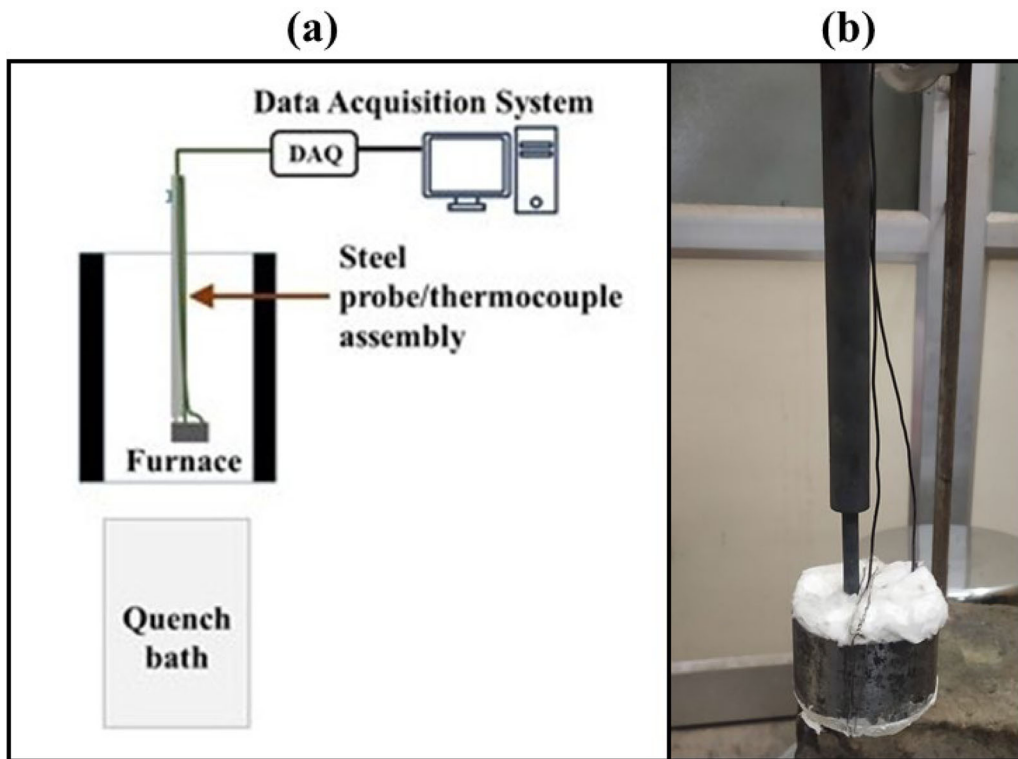 (a)
(b)
Data Acquisition System
DAQ
Steel
probe/thermocouple
assembly
Furnace
Quench
bath